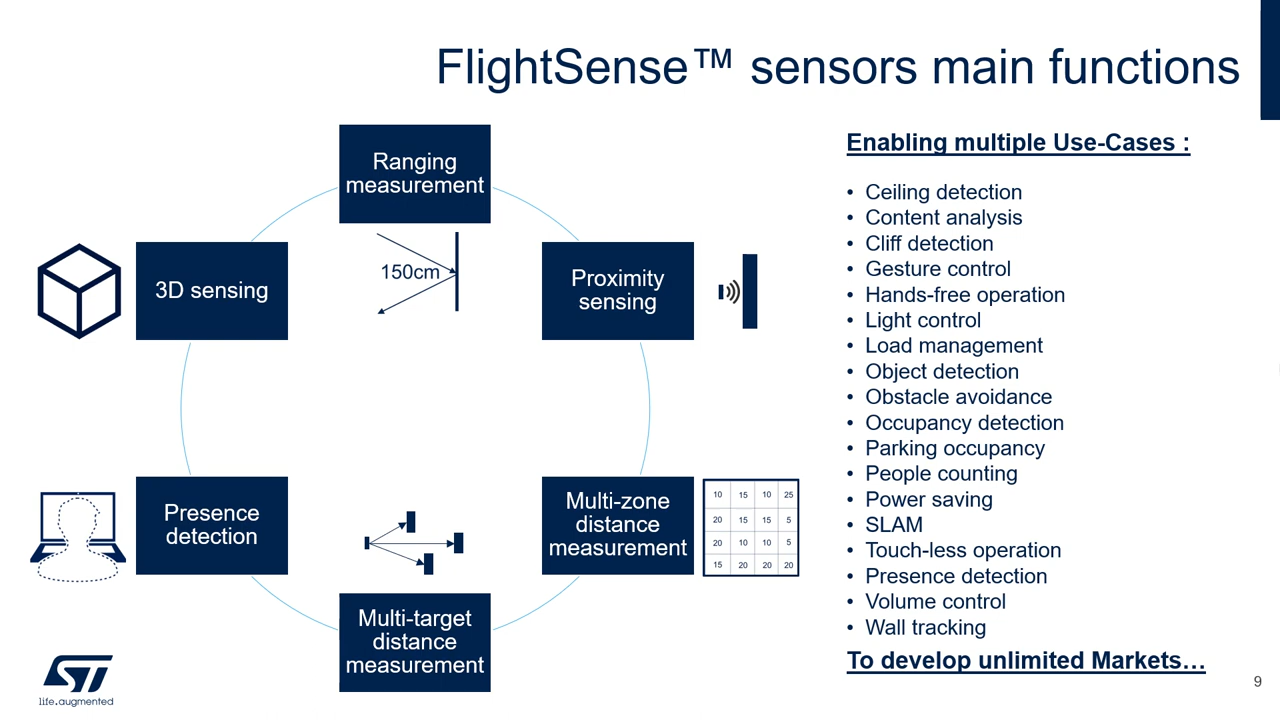 FlightSense™ sensors main functions
Ranging
measurement
150cm
3D sensing
Proximity
sensing
Presence
detection
Multi-zone
distance
measurement
10 15 10 25
20 15 15 5
20 10 10 5
15 20 20 20
Multi-target
distance
measurement
Enabling multiple Use-Cases :
• Ceiling detection
• Content analysis
• Cliff detection
• Gesture control
• Hands-free operation
• Light control
• Load management
• Object detection
• Obstacle avoidance
• Occupancy detection
• Parking occupancy
• People counting
• Power saving
• SLAM
• Touch-less operation
• Presence detection
• Volume control
• Wall tracking
To develop unlimited Markets…
ST
life.augmented
9